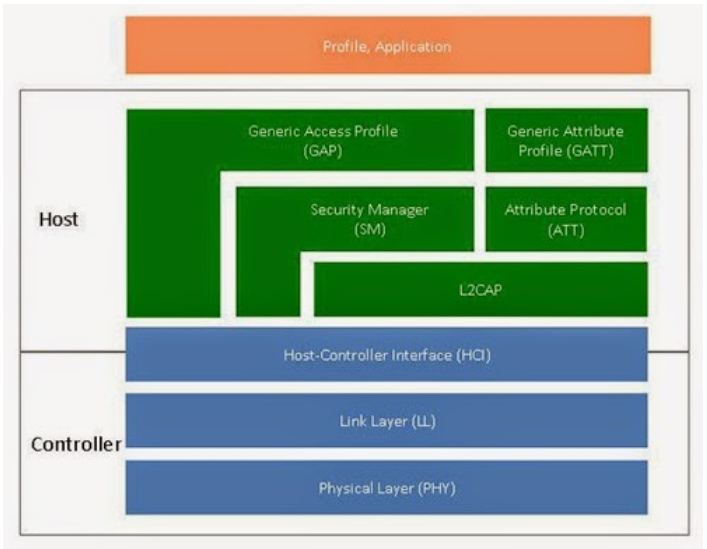 Profile, Application
Generic Access Profile
(GAP)
Generic Attribute
Profile (GATT)
Host
Security Manager
(SM)
Attribute Protocol
(ATT)
L2CAP
Host-Controller Interface (HCI)
Link Layer (LL)
Controller
Physical Layer (PHY)